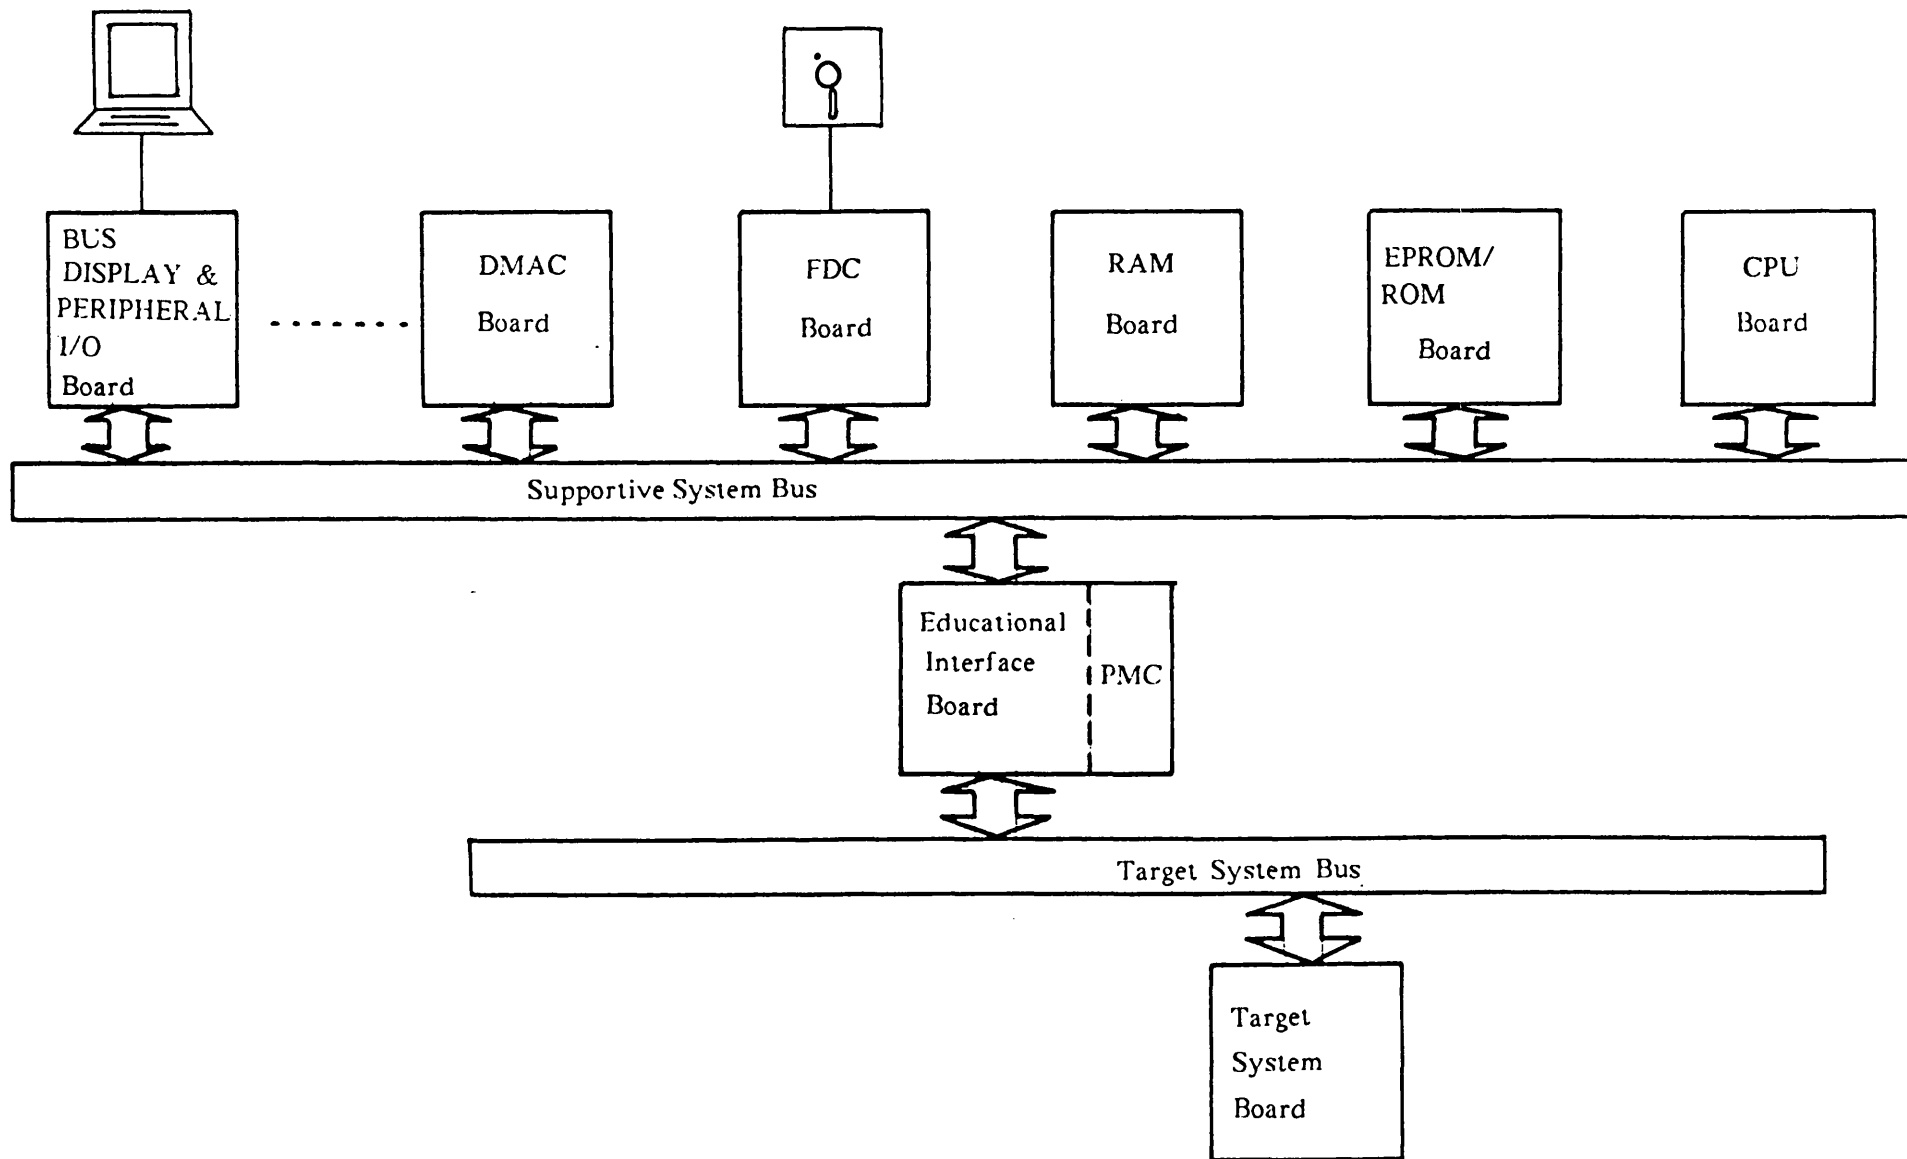 BUS
DISPLAY &
PERIPHERAL
I/O
Board
DMAC
Board
FDC
Board
RAM
Board
EPROM/
ROM
Board
CPU
Board
Supportive System Bus
Educational
Interface
Board
PMC
Target System Bus
Target
System
Board